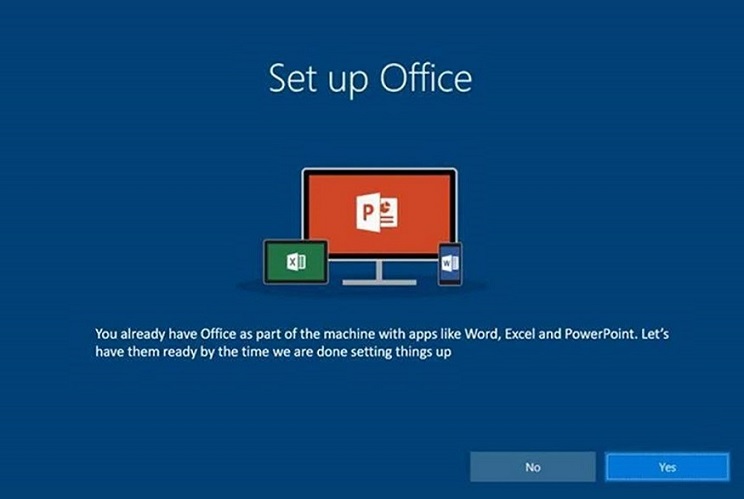 Set up Office
P
X
W
You already have Office as part of the machine with apps like Word, Excel and PowerPoint. Let's
have them ready by the time we are done setting things up
No
Yes